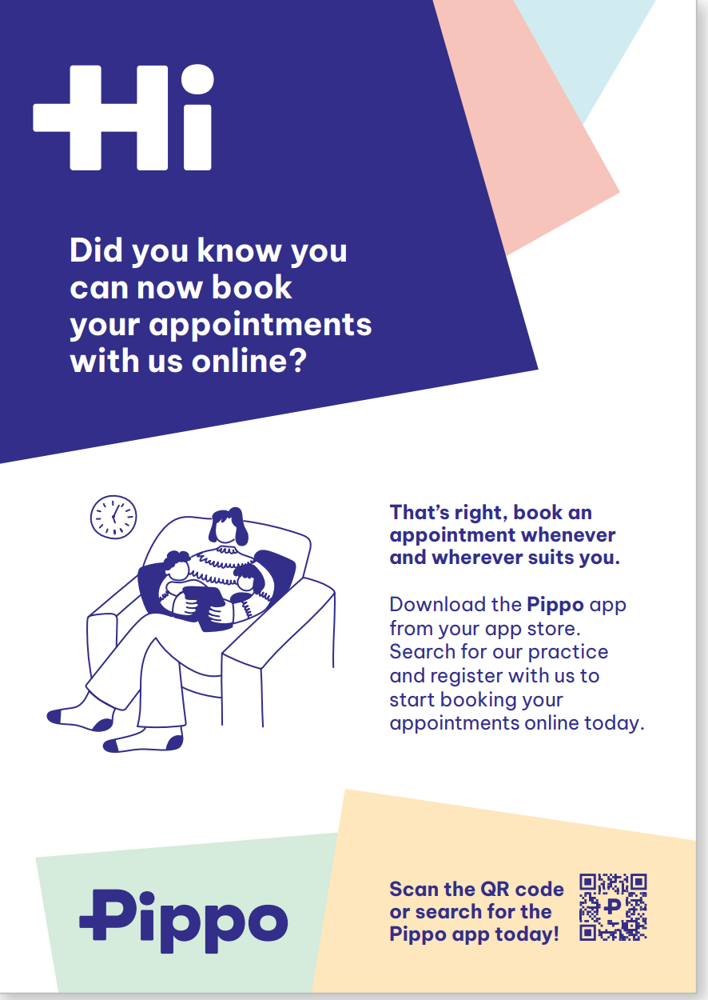 Hi
Did you know you
can now book
your appointments
with us online?
That’s right, book an
appointment whenever
and wherever suits you.
Download the Pippo app
from your app store.
Search for our practice
and register with us to
start booking your
appointments online today.
Pippo
Scan the QR code
or search for the
Pippo app today!
P